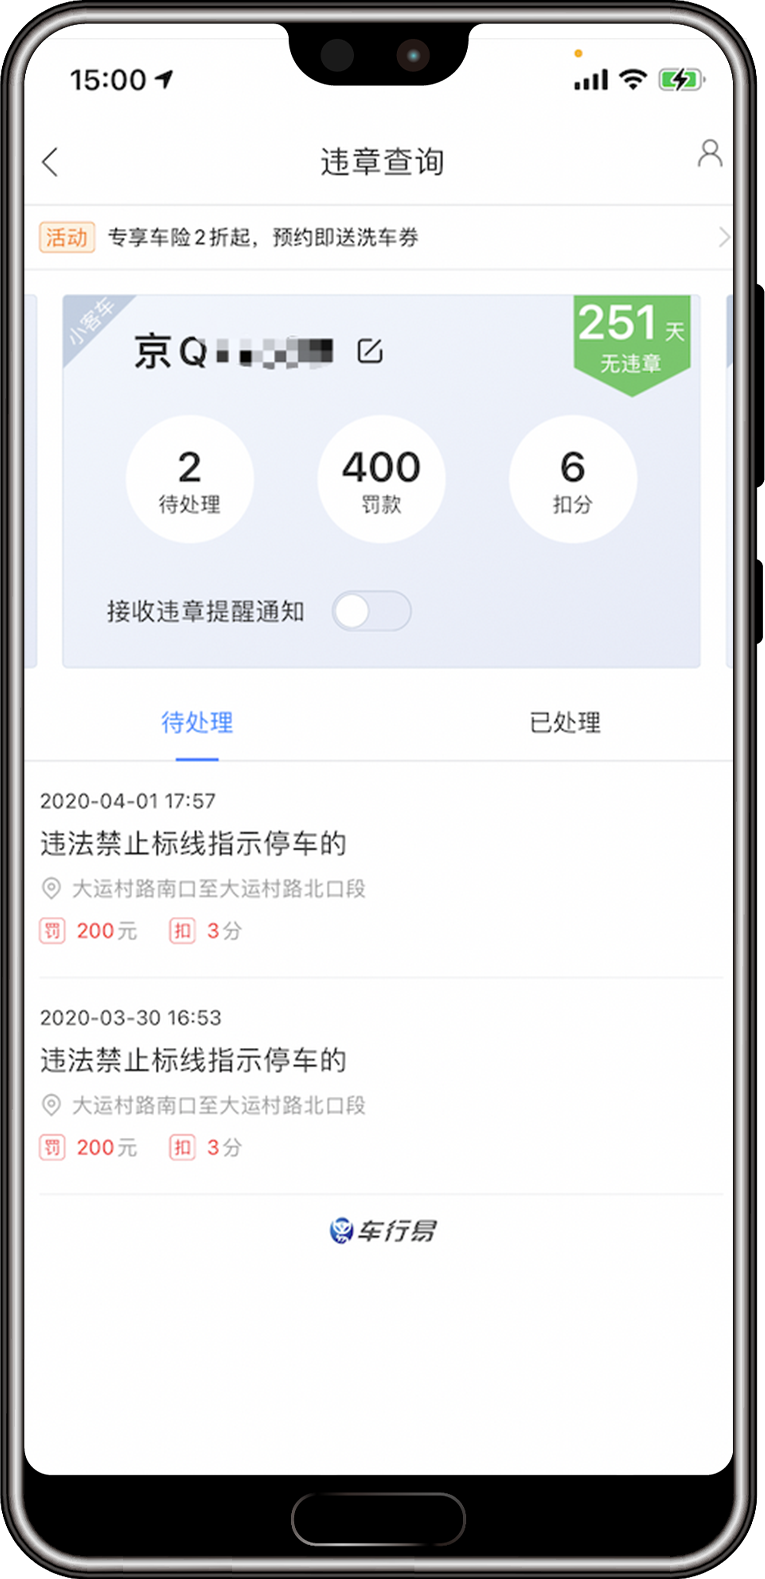 15:00
违章查询
活动 专享车险2折起，预约即送洗车券
小客车
京Q
251天
无违章
2
待处理
400
罚款
6
扣分
接收违章提醒通知
待处理 已处理
2020-04-01 17:57
违法禁止标线指示停车的
大运村路南口至大运村路北口段
罚 200元 扣 3分
2020-03-30 16:53
违法禁止标线指示停车的
大运村路南口至大运村路北口段
罚 200元 扣 3分
车行易